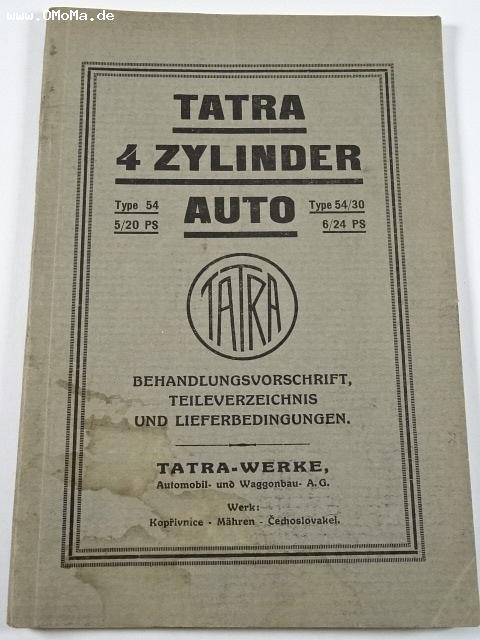 www.OMoMa.de
TATRA
4 ZYLINDER
Type 54
5/20 PS
AUTO
Type 54/30
6/24 PS
TATRA
BEHANDLUNGSVORSCHRIFT,
TEILEVERZEICHNIS
UND LIEFERBEDINGUNGEN.
TATRA-WERKE,
Automobil- und Waggonbau- A. G.
Werk:
Kopřivnice - Mähren - Čechoslovakei.